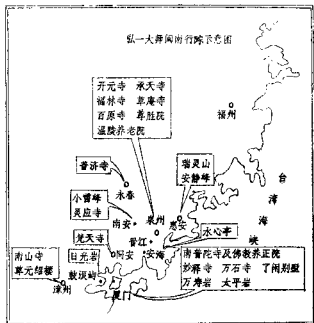 弘一大师闽南行踪示意图
开元寺 承天寺
福林寺 草庵寺
百原寺 尊胜院
温陵养老院
福州
普济寺
永春
瑞灵山
安静峰
台
湾
海
峡
小雪峰
灵应寺
南安
泉州
惠安
晋江
水心亭
梵天寺
同安
安海
日光岩
鼓浪屿
南山寺
尊元经楼
漳州
厦门
南普陀寺及佛教养正院
妙释寺 万石寺 了闲别墅
万寿岩 太平岩